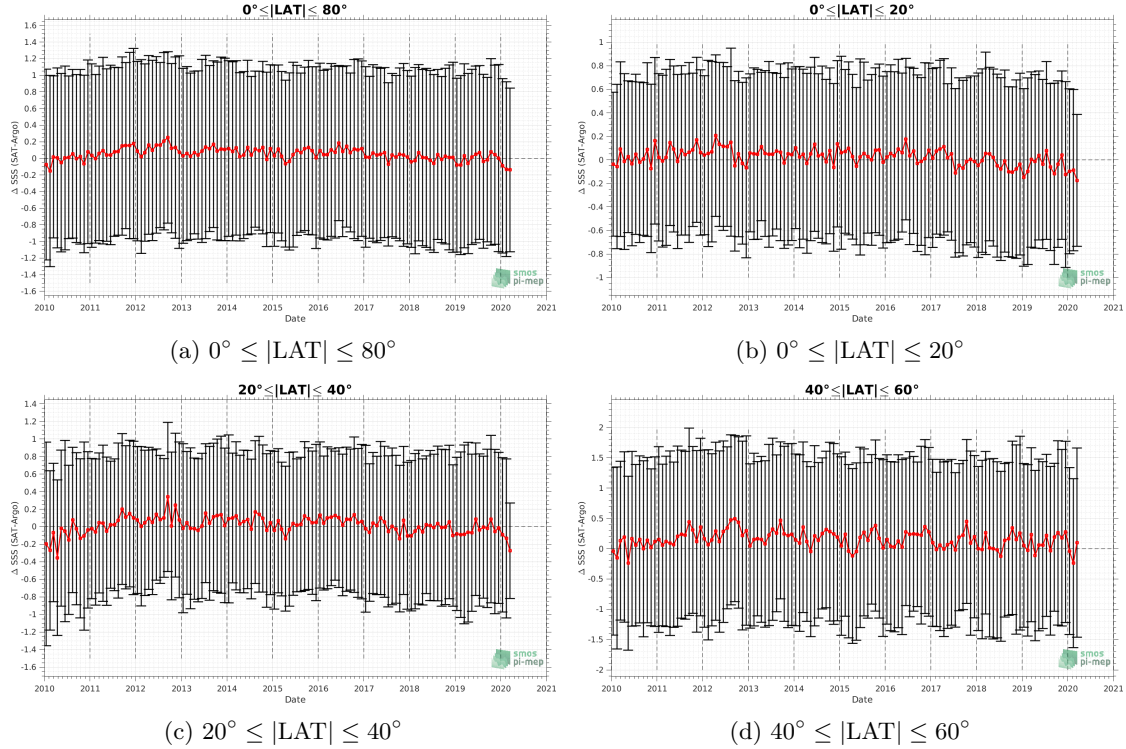 0°≤|LAT|≤ 80°
Δ SSS (SAT-Argo)
1.6
1.4
1.2
1
0.8
0.6
0.4
0.2
0
-0.2
-0.4
-0.6
-0.8
-1
-1.2
-1.4
-1.6
smos
pi-mep
2010 2011 2012 2013 2014 2015 2016 2017 2018 2019 2020 2021
Date
(a) 0° ≤ |LAT| ≤ 80°
0°≤|LAT|≤ 20°
Δ SSS (SAT-Argo)
1
0.8
0.6
0.4
0.2
0
-0.2
-0.4
-0.6
-0.8
-1
smos
pi-mep
2010 2011 2012 2013 2014 2015 2016 2017 2018 2019 2020 2021
Date
(b) 0° ≤ |LAT| ≤ 20°
20°≤|LAT|≤ 40°
Δ SSS (SAT-Argo)
1.4
1.2
1
0.8
0.6
0.4
0.2
0
-0.2
-0.4
-0.6
-0.8
-1
-1.2
-1.4
-1.6
smos
pi-mep
2010 2011 2012 2013 2014 2015 2016 2017 2018 2019 2020 2021
Date
(c) 20° ≤ |LAT| ≤ 40°
40°≤|LAT|≤ 60°
Δ SSS (SAT-Argo)
2
1.5
1
0.5
0
-0.5
-1
-1.5
-2
smos
pi-mep
2010 2011 2012 2013 2014 2015 2016 2017 2018 2019 2020 2021
Date
(d) 40° ≤ |LAT| ≤ 60°